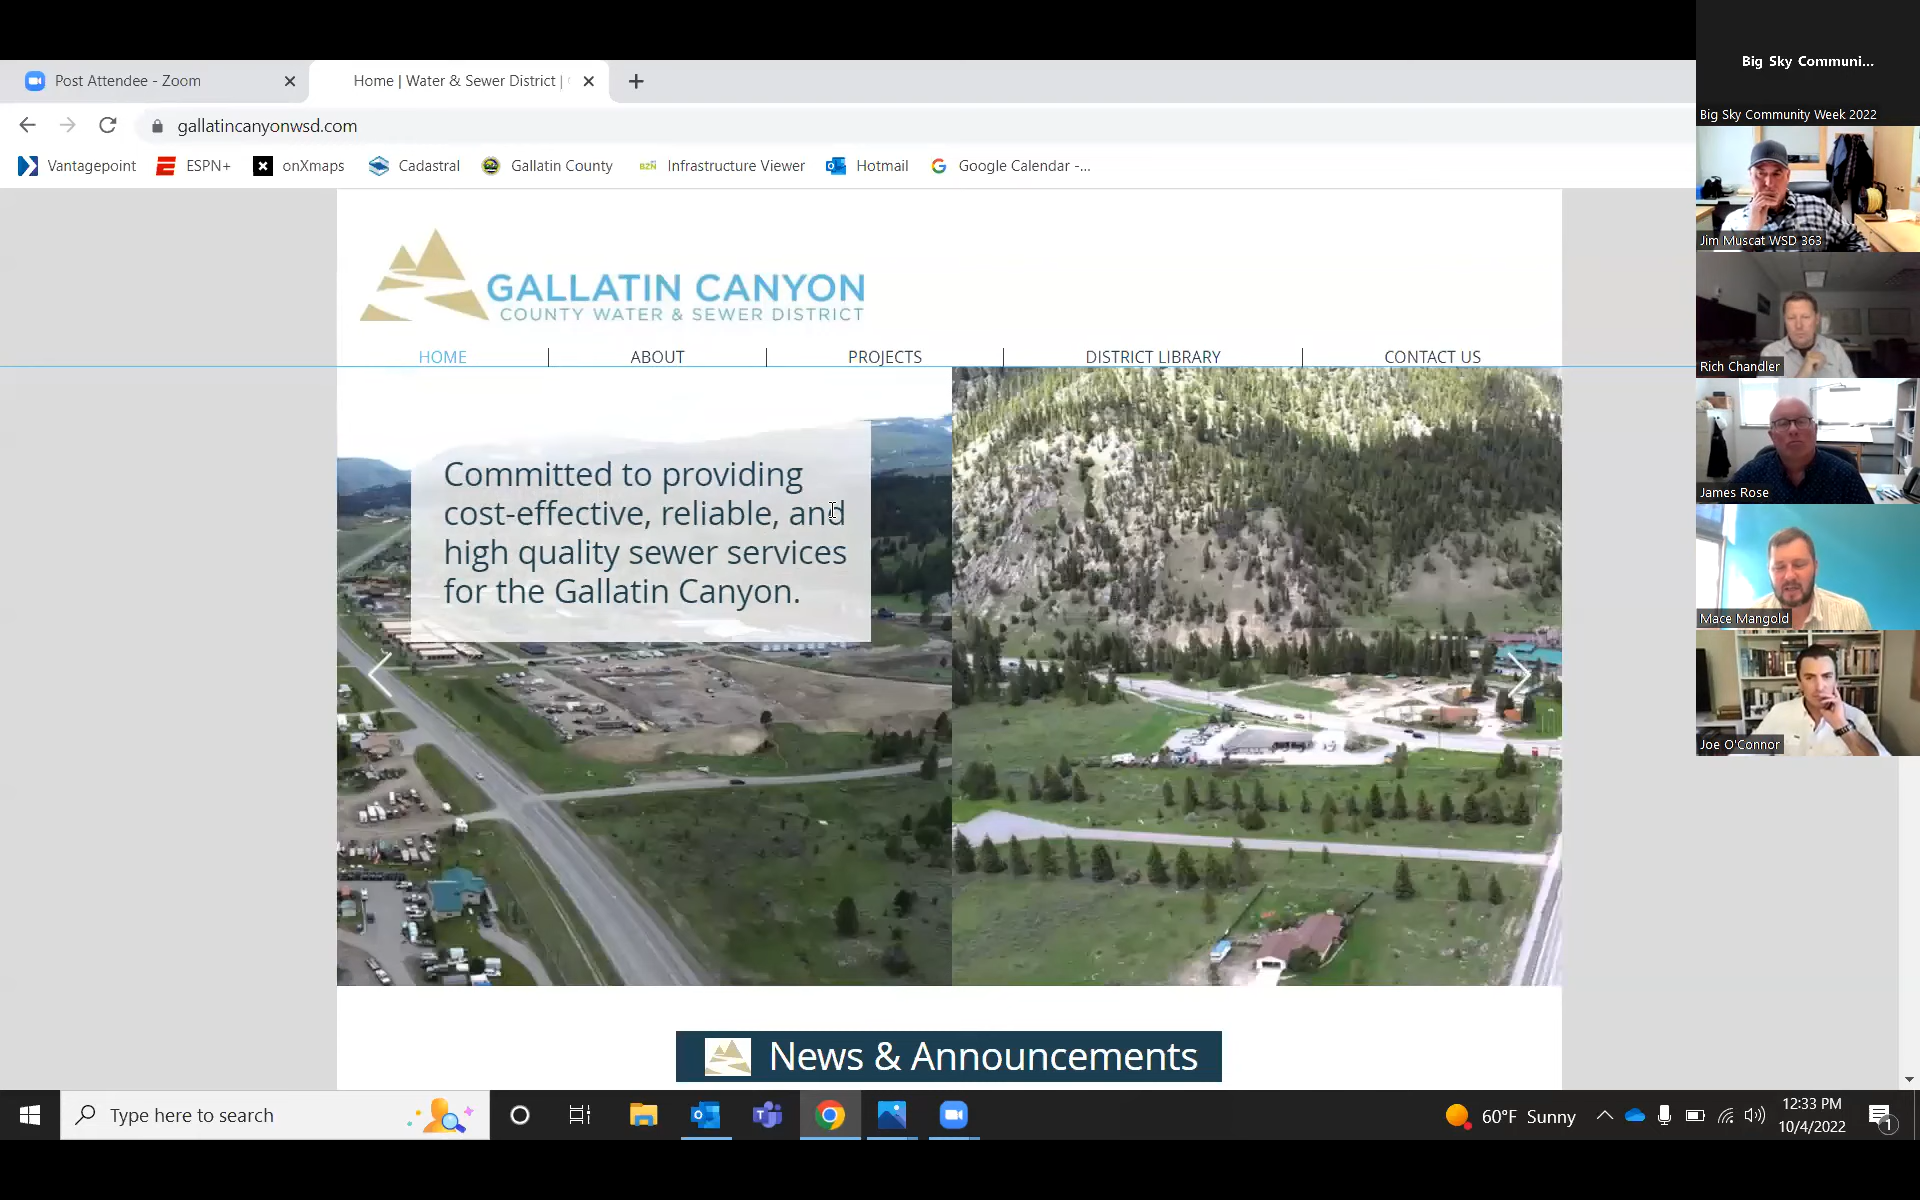 Post Attendee - Zoom
Home | Water & Sewer District |
gallatincanyonwsd.com
Vantagepoint
ESPN+
onXmaps
Cadastral
Gallatin County
BZN
Infrastructure Viewer
Hotmail
Google Calendar -...
GALLATIN CANYON
COUNTY WATER & SEWER DISTRICT
HOME
ABOUT
PROJECTS
DISTRICT LIBRARY
CONTACT US
Committed to providing
cost-effective, reliable, and
high quality sewer services
for the Gallatin Canyon.
News & Announcements
Big Sky Communi...
Big Sky Community Week 2022
Jim Muscat WSD 363
Rich Chandler
James Rose
Mace Mangold
Joe O'Connor
Type here to search
60°F Sunny
12:33 PM
10/4/2022
1